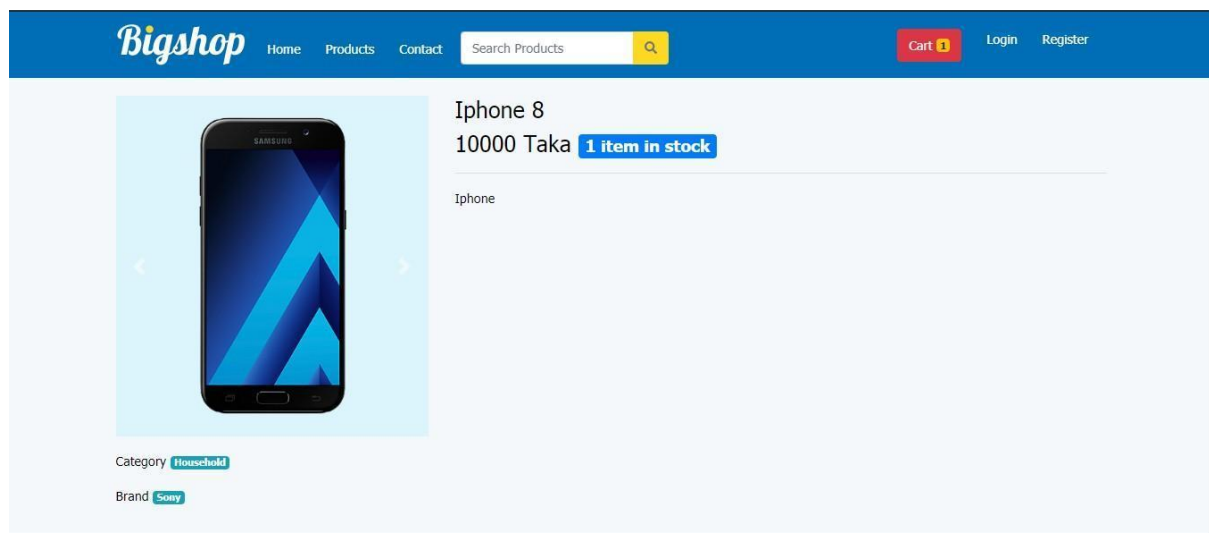 Bigshop Home Products Contact Search Products Cart 1 Login Register
SAMSUNG
Iphone 8
10000 Taka 1 item in stock
Iphone
Category Household
Brand Sony